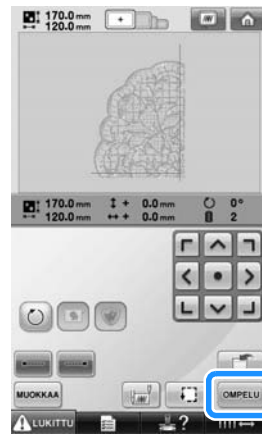 170.0 mm
120.0 mm
170.0 mm + 0.0 mm 0°
120.0 mm + 0.0 mm 2
MUOKKAA OMPELU
LUKITTU ?